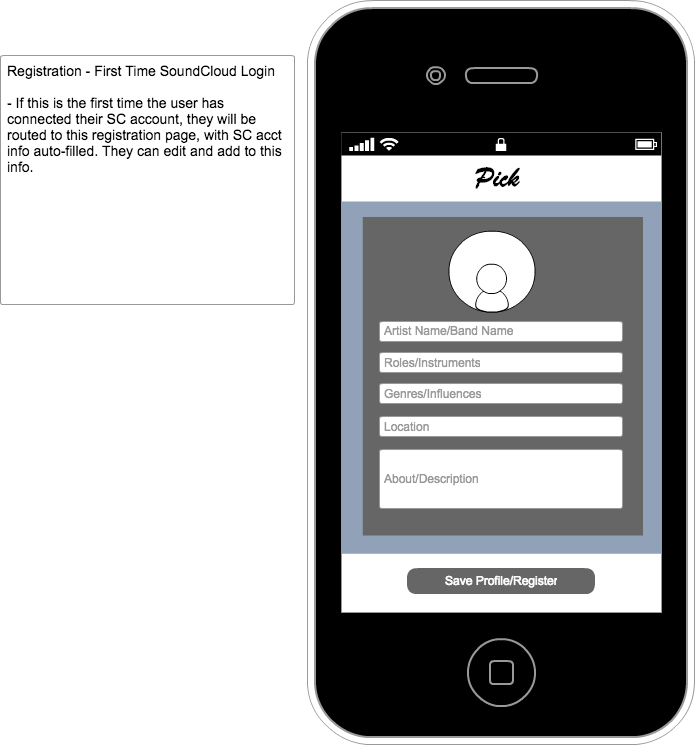 Registration - First Time SoundCloud Login
- If this is the first time the user has
connected their SC account, they will be
routed to this registration page, with SC acct
info auto-filled. They can edit and add to this
info.
Pick
Artist Name/Band Name
Roles/Instruments
Genres/Influences
Location
About/Description
Save Profile/Register